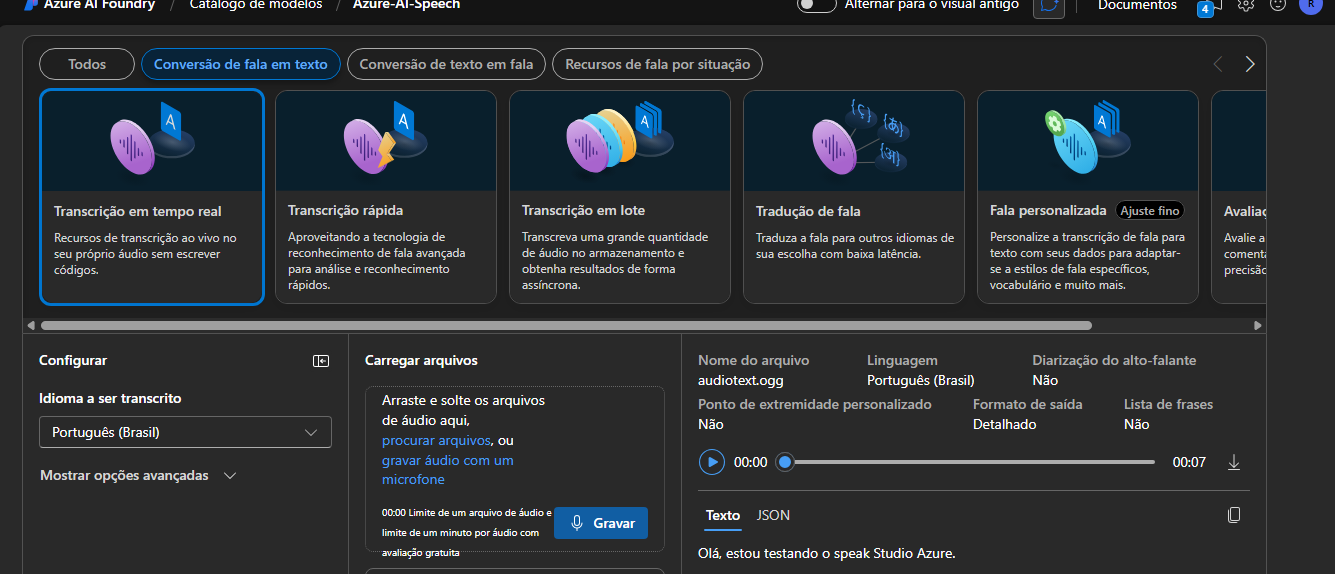 Azure AI Foundry / Catálogo de modelos / Azure-AI-Speech
Alternar para o visual antigo
Documentos
4
R
Todos
Conversão de fala em texto
Conversão de texto em fala
Recursos de fala por situação
A
A
A
{ç}
{あ}
{अ}
A
Transcrição em tempo real
Recursos de transcrição ao vivo no
seu próprio áudio sem escrever
códigos.
Transcrição rápida
Aproveitando a tecnologia de
reconhecimento de fala avançada
para análise e reconhecimento
rápidos.
Transcrição em lote
Transcreva uma grande quantidade
de áudio no armazenamento e
obtenha resultados de forma
assíncrona.
Tradução de fala
Traduza a fala para outros idiomas de
sua escolha com baixa latência.
Fala personalizada Ajuste fino
Personalize a transcrição de fala para
texto com seus dados para adaptar-
se a estilos de fala específicos,
vocabulário e muito mais.
Avalia
Avalie a
coment
precisão
Configurar
Idioma a ser transcrito
Português (Brasil)
Mostrar opções avançadas
Carregar arquivos
Arraste e solte os arquivos
de áudio aqui,
procurar arquivos, ou
gravar áudio com um
microfone
00:00 Limite de um arquivo de áudio e
limite de um minuto por áudio com
avaliação gratuita
Gravar
Nome do arquivo
audiotext.ogg
Linguagem
Português (Brasil)
Diarização do alto-falante
Não
Ponto de extremidade personalizado
Não
Formato de saída
Detalhado
Lista de frases
Não
00:00
00:07
Texto
JSON
Olá, estou testando o speak Studio Azure.